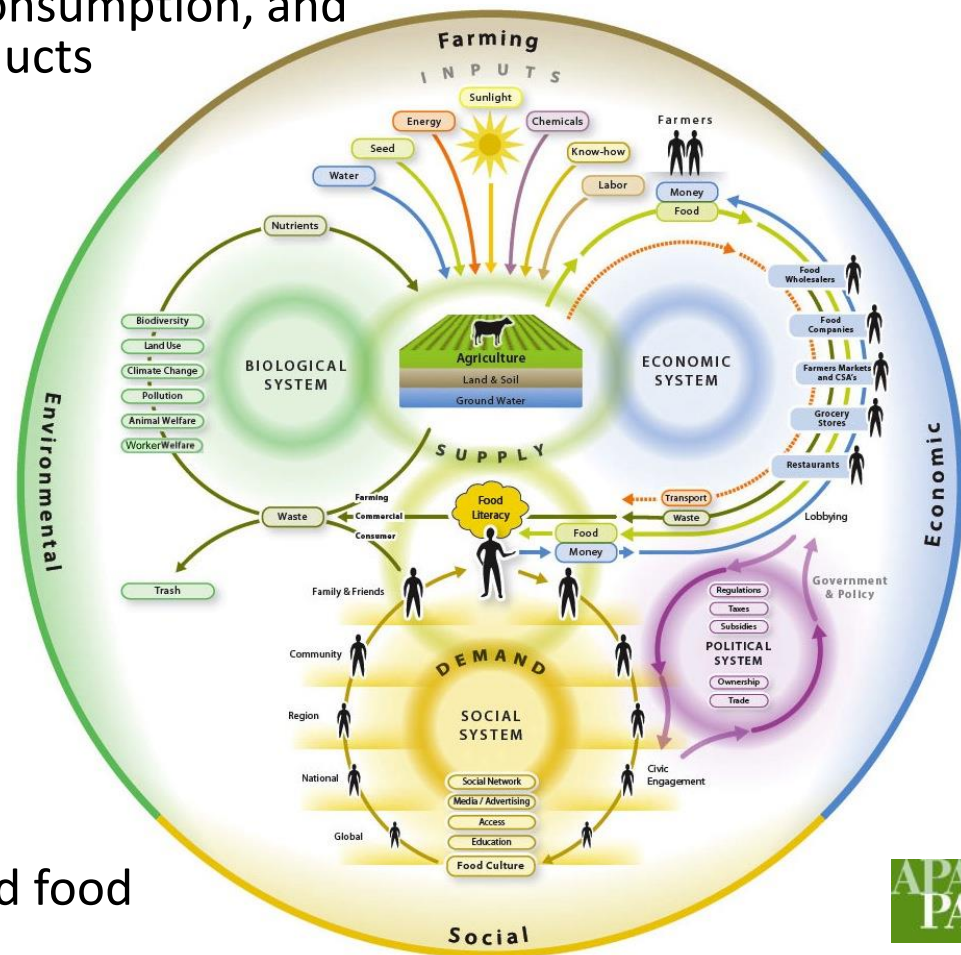 onsumption, and
ucts
Farming
INPUTS
Sunlight
Energy
Chemicals
Seed
Know-how
Water
Labor
Farmers
Money
Food
Nutrients
Food
Wholesalers
Food
Companies
Farmers Markets
and CSA's
Grocery
Stores
Restaurants
Biodiversity
Land Use
Climate Change
Pollution
Animal Welfare
WorkerWelfare
BIOLOGICAL
SYSTEM
Agriculture
Land & Soil
Ground Water
ECONOMIC
SYSTEM
SUPPLY
Environmental
Economic
Farming
Commercial
Consumer
Waste
Trash
Food
Literacy
Transport
Waste
Food
Money
Lobbying
Government
& Policy
Regulations
Taxes
Subsidies
POLITICAL
SYSTEM
Ownership
Trade
Civic
Engagement
Family & Friends
Community
Region
National
Global
DEMAND
SOCIAL
SYSTEM
Social Network
Media / Advertising
Access
Education
Food Culture
d food
Social
APA
PA